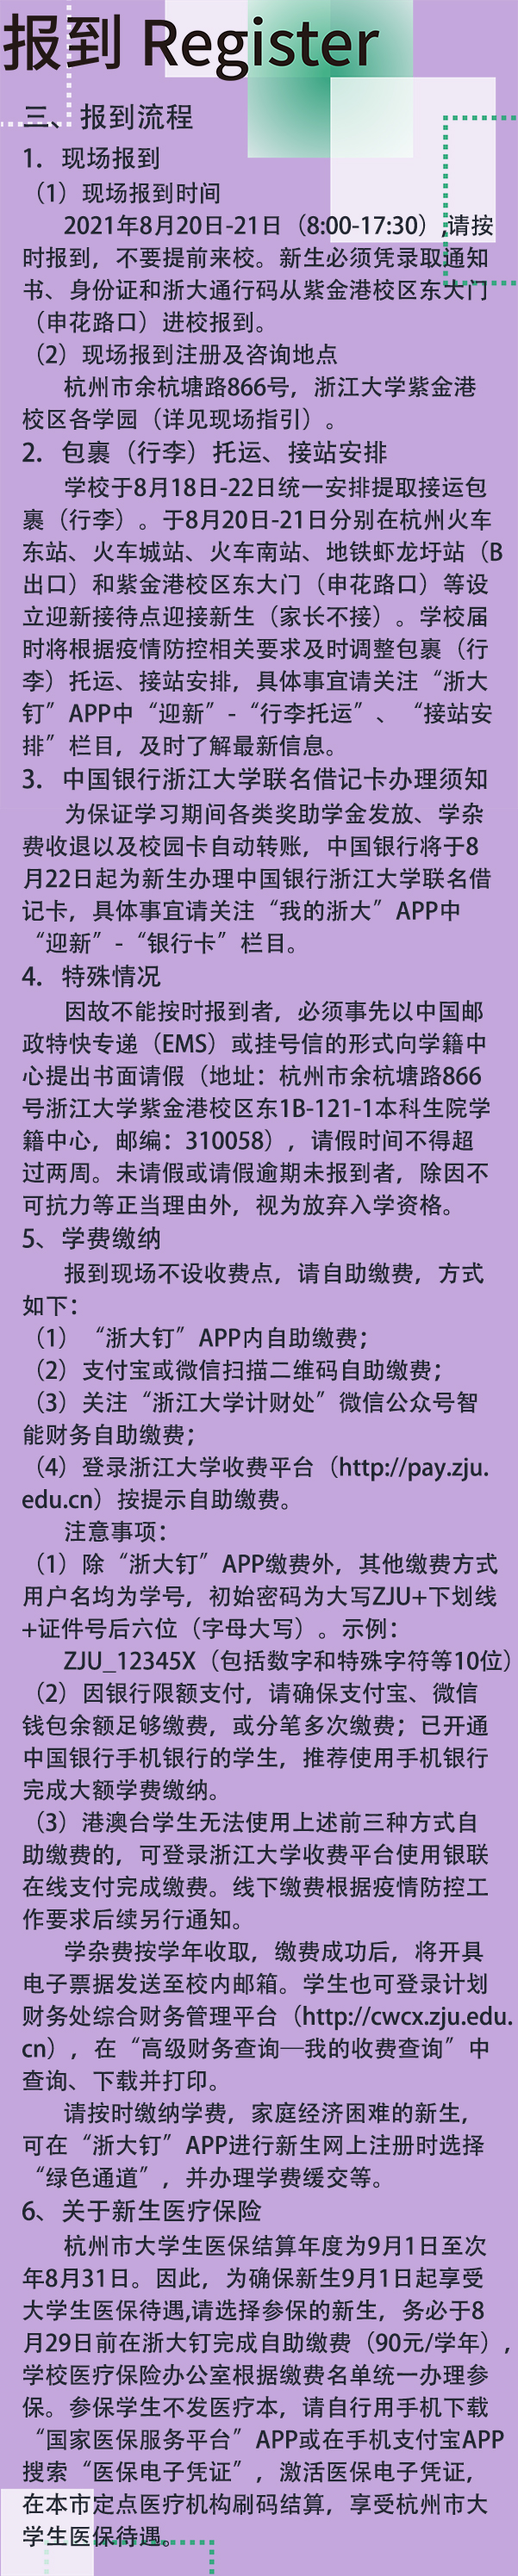 报到 Register
三、报到流程
1. 现场报到
（1）现场报到时间
2021年8月20日-21日（8:00-17:30）,请按
时报到，不要提前来校。新生必须凭录取通知
书、身份证和浙大通行码从紫金港校区东大门
（申花路口）进校报到。
（2）现场报到注册及咨询地点
杭州市余杭塘路866号，浙江大学紫金港
校区各学园（详见现场指引）。
2. 包裹（行李）托运、接站安排
学校于8月18日-22日统一安排提取接运包
裹（行李）。于8月20日-21日分别在杭州火车
东站、火车城站、火车南站、地铁虾龙圩站（B
出口）和紫金港校区东大门（申花路口）等设
立迎新接待点迎接新生（家长不接）。学校届
时将根据疫情防控相关要求及时调整包裹（行
李）托运、接站安排，具体事宜请关注“浙大
钉”APP中“迎新”-“行李托运”、“接站安
排”栏目，及时了解最新信息。
3. 中国银行浙江大学联名借记卡办理须知
为保证学习期间各类奖助学金发放、学杂
费收退以及校园卡自动转账，中国银行将于8
月22日起为新生办理中国银行浙江大学联名借
记卡，具体事宜请关注“我的浙大”APP中
“迎新”-“银行卡”栏目。
4. 特殊情况
因故不能按时报到者，必须事先以中国邮
政特快专递（EMS）或挂号信的形式向学籍中
心提出书面请假（地址：杭州市余杭塘路866
号浙江大学紫金港校区东1B-121-1本科生院学
籍中心，邮编：310058），请假时间不得超
过两周。未请假或请假逾期未报到者，除因不
可抗力等正当理由外，视为放弃入学资格。
5、学费缴纳
报到现场不设收费点，请自助缴费，方式
如下：
（1）“浙大钉”APP内自助缴费；
（2）支付宝或微信扫描二维码自助缴费；
（3）关注“浙江大学计财处”微信公众号智
能财务自助缴费；
（4）登录浙江大学收费平台（http://pay.zju.
edu.cn）按提示自助缴费。
注意事项：
（1）除“浙大钉”APP缴费外，其他缴费方式
用户名均为学号，初始密码为大写ZJU+下划线
+证件号后六位（字母大写）。示例：
ZJU_12345X（包括数字和特殊字符等10位）
（2）因银行限额支付，请确保支付宝、微信
钱包余额足够缴费，或分笔多次缴费；已开通
中国银行手机银行的学生，推荐使用手机银行
完成大额学费缴纳。
（3）港澳台学生无法使用上述前三种方式自
助缴费的，可登录浙江大学收费平台使用银联
在线支付完成缴费。线下缴费根据疫情防控工
作要求后续另行通知。
学杂费按学年收取，缴费成功后，将开具
电子票据发送至校内邮箱。学生也可登录计划
财务处综合财务管理平台（http://cwcx.zju.edu.
cn），在“高级财务查询—我的收费查询”中
查询、下载并打印。
请按时缴纳学费，家庭经济困难的新生，
可在“浙大钉”APP进行新生网上注册时选择
“绿色通道”，并办理学费缓交等。
6、关于新生医疗保险
杭州市大学生医保结算年度为9月1日至次
年8月31日。因此，为确保新生9月1日起享受
大学生医保待遇,请选择参保的新生，务必于8
月29日前在浙大钉完成自助缴费（90元/学年），
学校医疗保险办公室根据缴费名单统一办理参
保。参保学生不发医疗本，请自行用手机下载
“国家医保服务平台”APP或在手机支付宝APP
搜索“医保电子凭证”，激活医保电子凭证，
在本市定点医疗机构刷码结算，享受杭州市大
学生医保待遇。